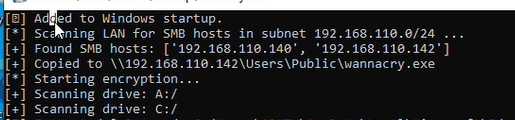 [⍰] Added to Windows startup.
[*] Scanning LAN for SMB hosts in subnet 192.168.110.0/24 ...
[+] Found SMB hosts: ['192.168.110.140', '192.168.110.142']
[+] Copied to \\192.168.110.142\Users\Public\wannacry.exe
[*] Starting encryption...
[+] Scanning drive: A:/
[+] Scanning drive: C:/